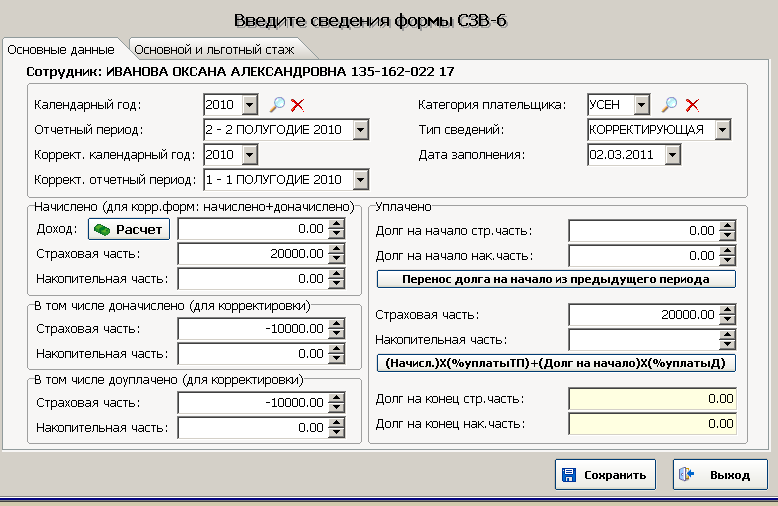 Введите сведения формы СЗВ-6
Основные данные
Основной и льготный стаж
Сотрудник: ИВАНОВА ОКСАНА АЛЕКСАНДРОВНА 135-162-022 17
Календарный год: 2010
Отчетный период: 2 - 2 ПОЛУГОДИЕ 2010
Коррект. календарный год: 2010
Коррект. отчетный период: 1 - 1 ПОЛУГОДИЕ 2010
Категория плательщика: УСЕН
Тип сведений: КОРРЕКТИРУЮЩАЯ
Дата заполнения: 02.03.2011
Начислено (для корр.форм: начислено+доначислено)
Доход: Расчет 0.00
Страховая часть: 20000.00
Накопительная часть: 0.00
В том числе доначислено (для корректировки)
Страховая часть: -10000.00
Накопительная часть: 0.00
В том числе доуплачено (для корректировки)
Страховая часть: -10000.00
Накопительная часть: 0.00
Уплачено
Долг на начало стр.часть: 0.00
Долг на начало нак.часть: 0.00
Перенос долга на начало из предыдущего периода
Страховая часть: 20000.00
Накопительная часть:
(Начисл.)Х(%уплатыТП)+(Долг на начало)Х(%уплатыД)
Долг на конец стр.часть: 0.00
Долг на конец нак.часть: 0.00
Сохранить
Выход